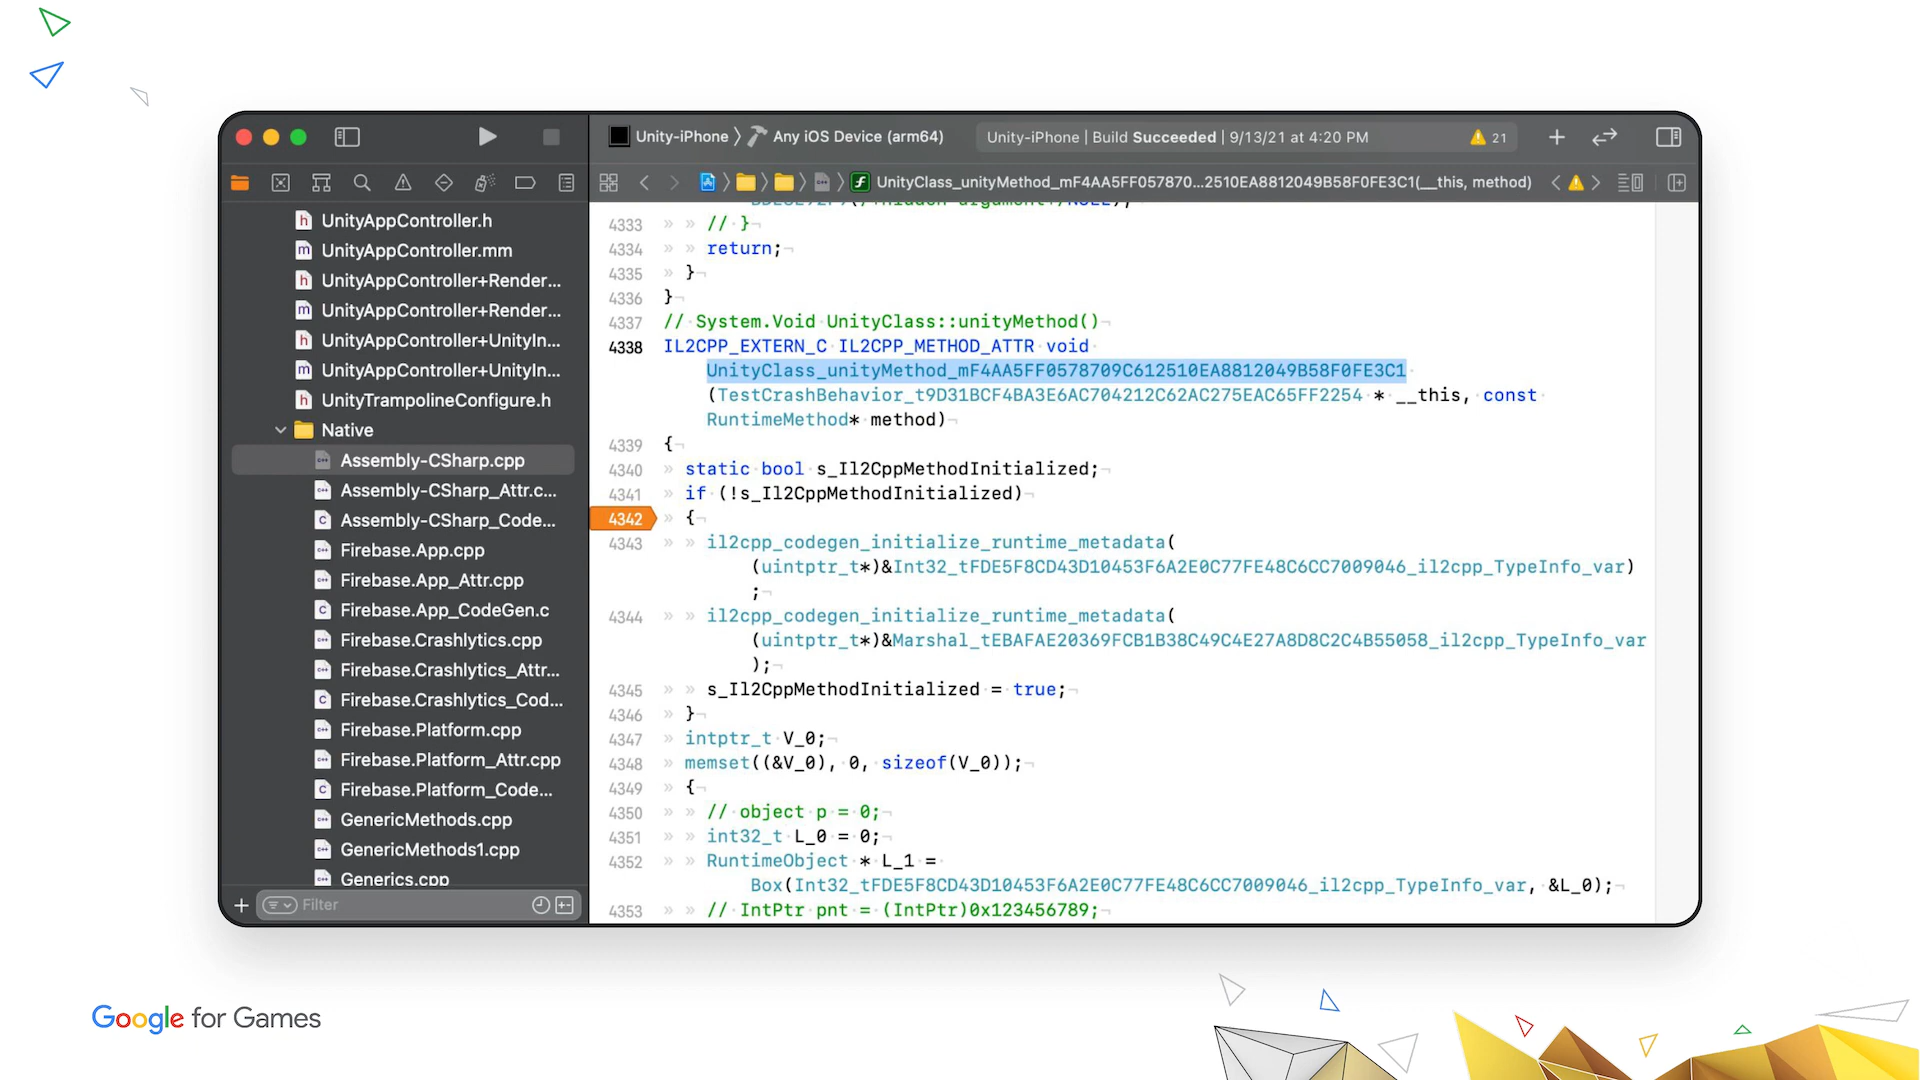 Unity-iPhone 〉 Any iOS Device (arm64)
Unity-iPhone | Build Succeeded | 9/13/21 at 4:20 PM
21
UnityClass_unityMethod_mF4AA5FF057870...2510EA8812049B58F0FE3C1(__this, method)
UnityAppController.h
UnityAppController.mm
UnityAppController+Render...
UnityAppController+Render...
UnityAppController+UnityIn...
UnityAppController+UnityIn...
UnityTrampolineConfigure.h
Native
Assembly-CSharp.cpp
Assembly-CSharp_Attr.c...
Assembly-CSharp_Code...
Firebase.App.cpp
Firebase.App_Attr.cpp
Firebase.App_CodeGen.c
Firebase.Crashlytics.cpp
Firebase.Crashlytics_Attr...
Firebase.Crashlytics_Cod...
Firebase.Platform.cpp
Firebase.Platform_Attr.cpp
Firebase.Platform_Code...
GenericMethods.cpp
GenericMethods1.cpp
Generics.cpp
Filter
4333 // }
4334 return;
4335 }
4336 }
4337 // System.Void UnityClass::unityMethod()
4338 IL2CPP_EXTERN_C IL2CPP_METHOD_ATTR void
UnityClass_unityMethod_mF4AA5FF0578709C612510EA8812049B58F0FE3C1
(TestCrashBehavior_t9D31BCF4BA3E6AC704212C62AC275EAC65FF2254 * __this, const
RuntimeMethod* method)
4339 {
4340 static bool s_Il2CppMethodInitialized;
4341 if (!s_Il2CppMethodInitialized)
4342 {
4343 il2cpp_codegen_initialize_runtime_metadata(
(uintptr_t*)&Int32_tFDE5F8CD43D10453F6A2E0C77FE48C6CC7009046_il2cpp_TypeInfo_var)
;
4344 il2cpp_codegen_initialize_runtime_metadata(
(uintptr_t*)&Marshal_tEBAFAE20369FCB1B38C49C4E27A8D8C2C4B55058_il2cpp_TypeInfo_var
);
4345 s_Il2CppMethodInitialized = true;
4346 }
4347 intptr_t V_0;
4348 memset((&V_0), 0, sizeof(V_0));
4349 {
4350 // object p = 0;
4351 int32_t L_0 = 0;
4352 RuntimeObject * L_1 =
Box(Int32_tFDE5F8CD43D10453F6A2E0C77FE48C6CC7009046_il2cpp_TypeInfo_var, &L_0);
4353 // IntPtr pnt = (IntPtr)0x123456789;
Google for Games